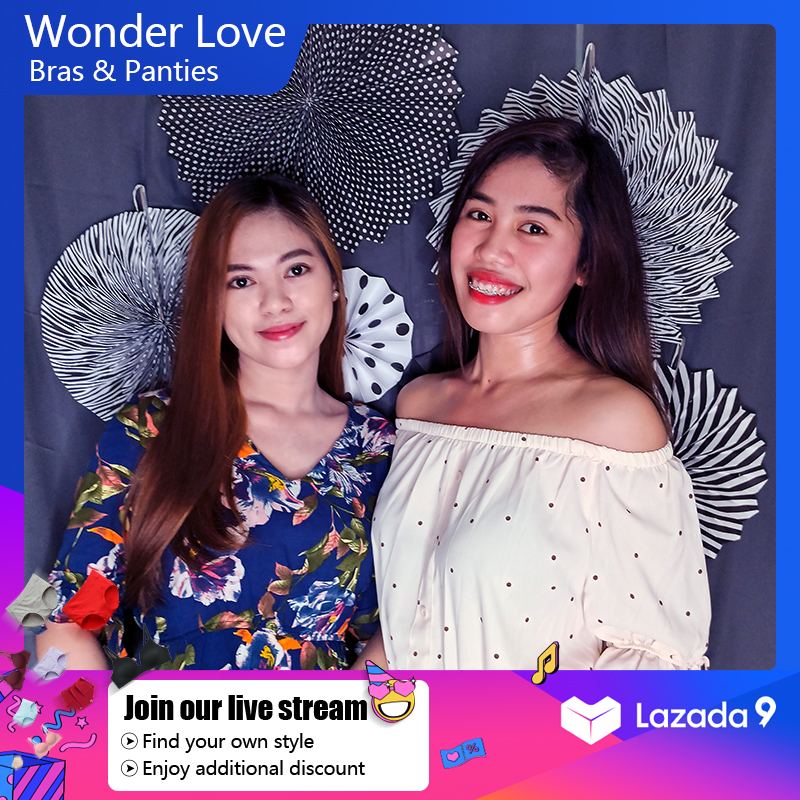 Wonder Love
Bras & Panties
Join our live stream
Find your own style
Enjoy additional discount
%
Lazada 9